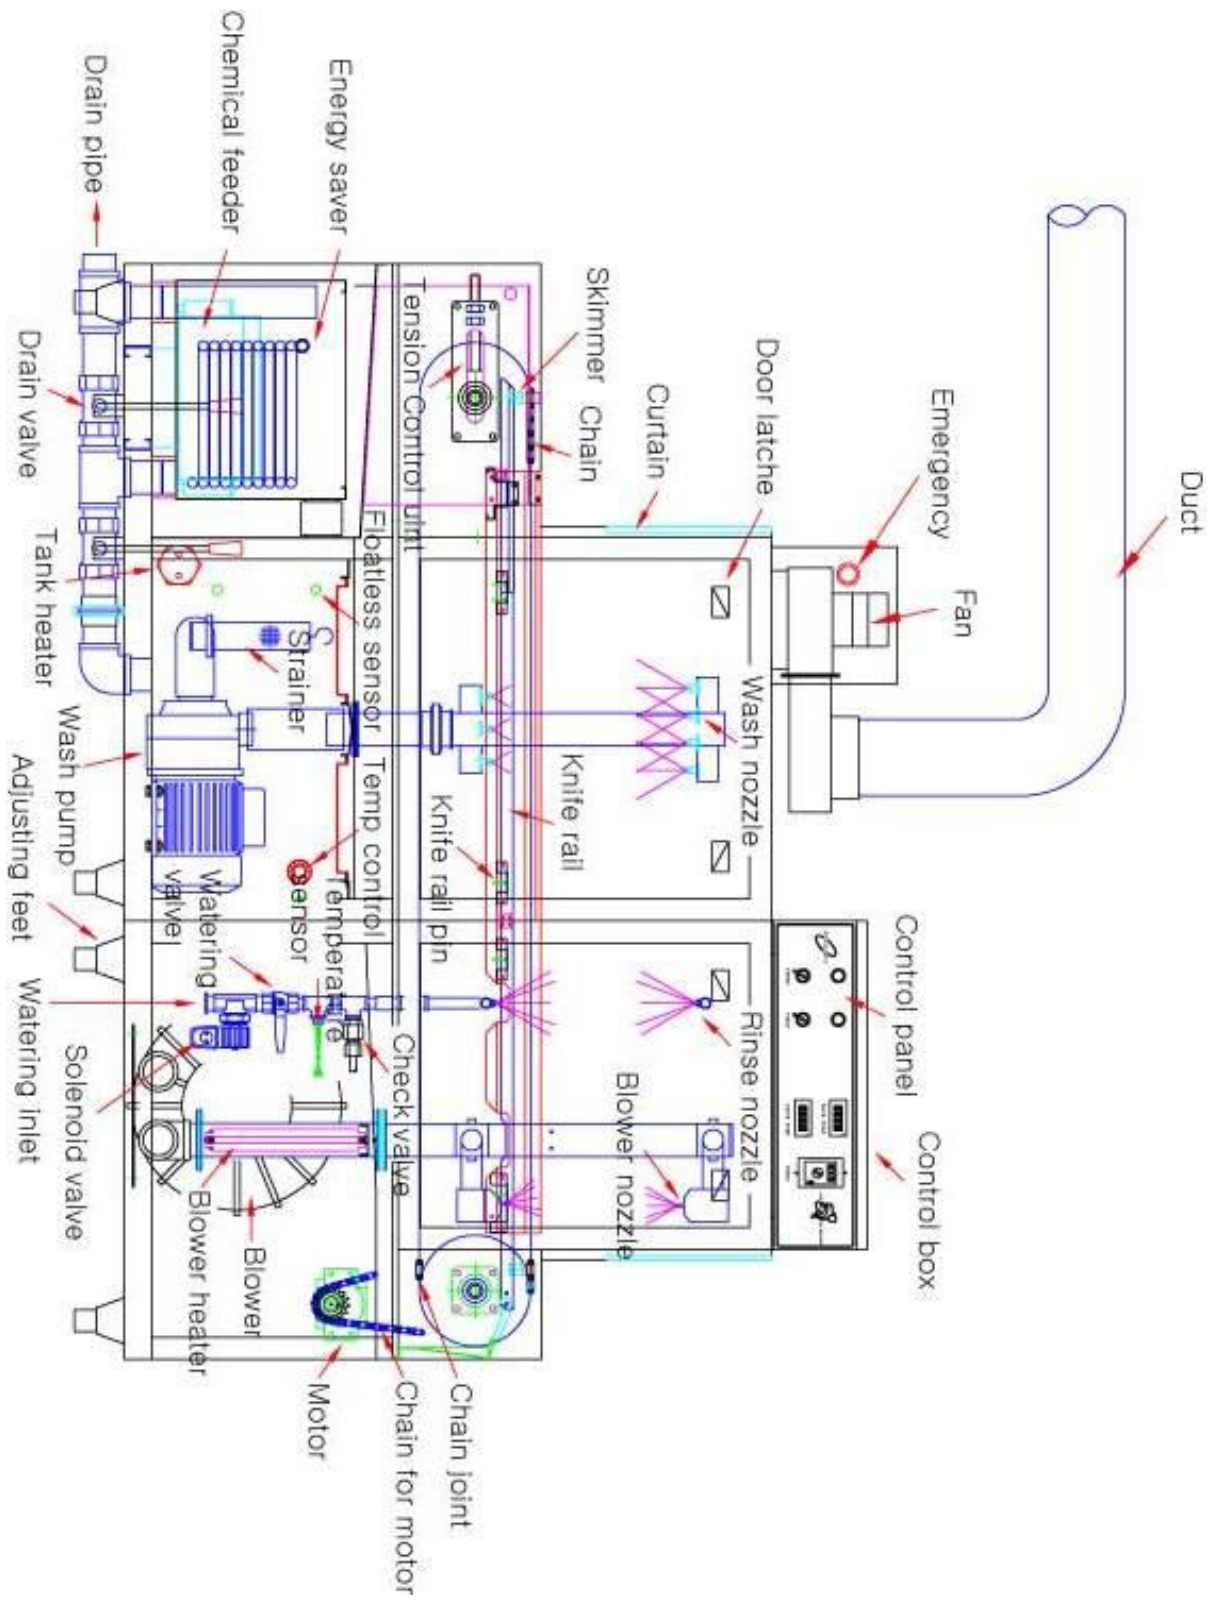 Duct
Emergency
Fan
Door latche
Curtain
Skimmer
Chain
Tension Control uint
Energy saver
Chemical feeder
Drain pipe
Control panel
Control box
Wash nozzle
Rinse nozzle
Blower nozzle
Knife rail
Knife rail pin
Floatless sensor
Temp control
Strainer
Temperative
sensor
Check valve
Watering
valve
Drain valve
Tank heater
Wash pump
Adjusting feet
Watering inlet
Solenoid valve
Blower heater
Blower
Motor
Chain for motor
Chain joint